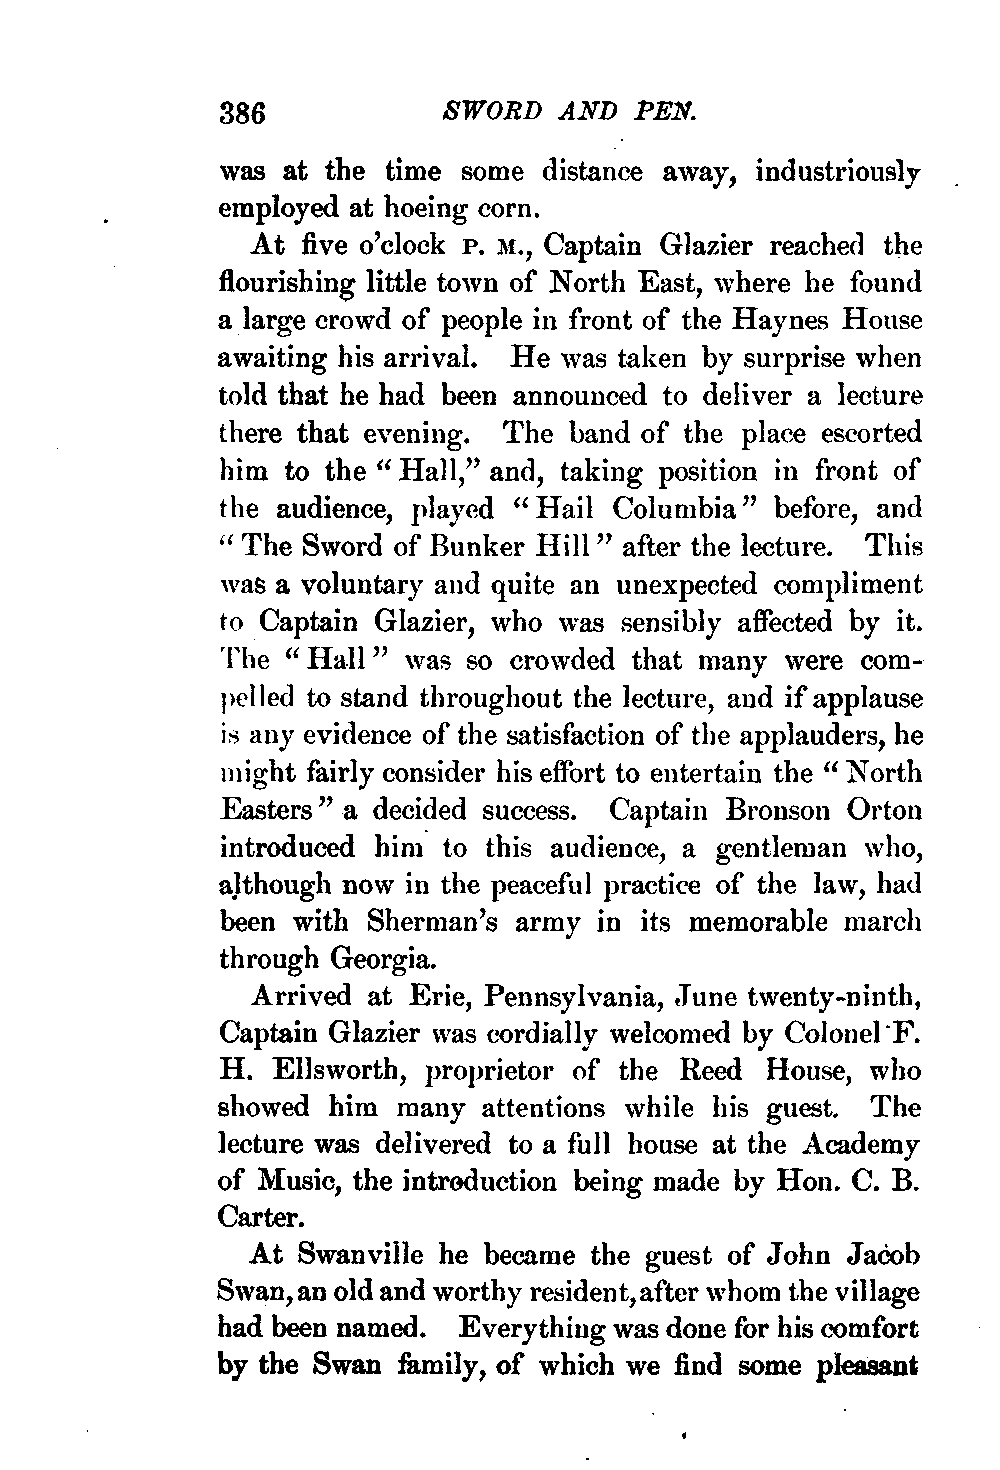 386 SWORD AND PEN.
was at the time some distance away, industriously
employed at hoeing corn.
At five o'clock P. M., Captain Glazier reached the
flourishing little town of North East, where he found
a large crowd of people in front of the Haynes House
awaiting his arrival. He was taken by surprise when
told that he had been announced to deliver a lecture
there that evening. The band of the place escorted
him to the "Hall," and, taking position in front of
the audience, played "Hail Columbia" before, and
"The Sword of Bunker Hill" after the lecture. This
was a voluntary and quite an unexpected compliment
to Captain Glazier, who was sensibly affected by it.
The "Hall" was so crowded that many were com-
pelled to stand throughout the lecture, and if applause
is any evidence of the satisfaction of the applauders, he
might fairly consider his effort to entertain the "North
Easters" a decided success. Captain Bronson Orton
introduced him to this audience, a gentleman who,
although now in the peaceful practice of the law, had
been with Sherman's army in its memorable march
through Georgia.
Arrived at Erie, Pennsylvania, June twenty-ninth,
Captain Glazier was cordially welcomed by Colonel F.
H. Ellsworth, proprietor of the Reed House, who
showed him many attentions while his guest. The
lecture was delivered to a full house at the Academy
of Music, the introduction being made by Hon. C. B.
Carter.
At Swanville he became the guest of John Jacob
Swan, an old and worthy resident, after whom the village
had been named. Everything was done for his comfort
by the Swan family, of which we find some pleasant